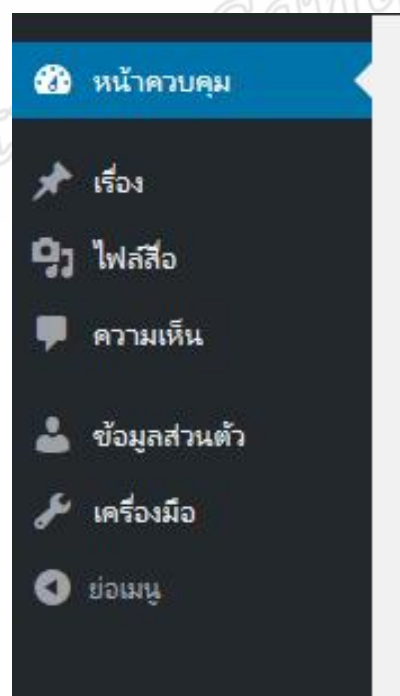 หน้าควบคุม
เรื่อง
ไฟล์สื่อ
ความเห็น
ข้อมูลส่วนตัว
เครื่องมือ
ย่อเมนู